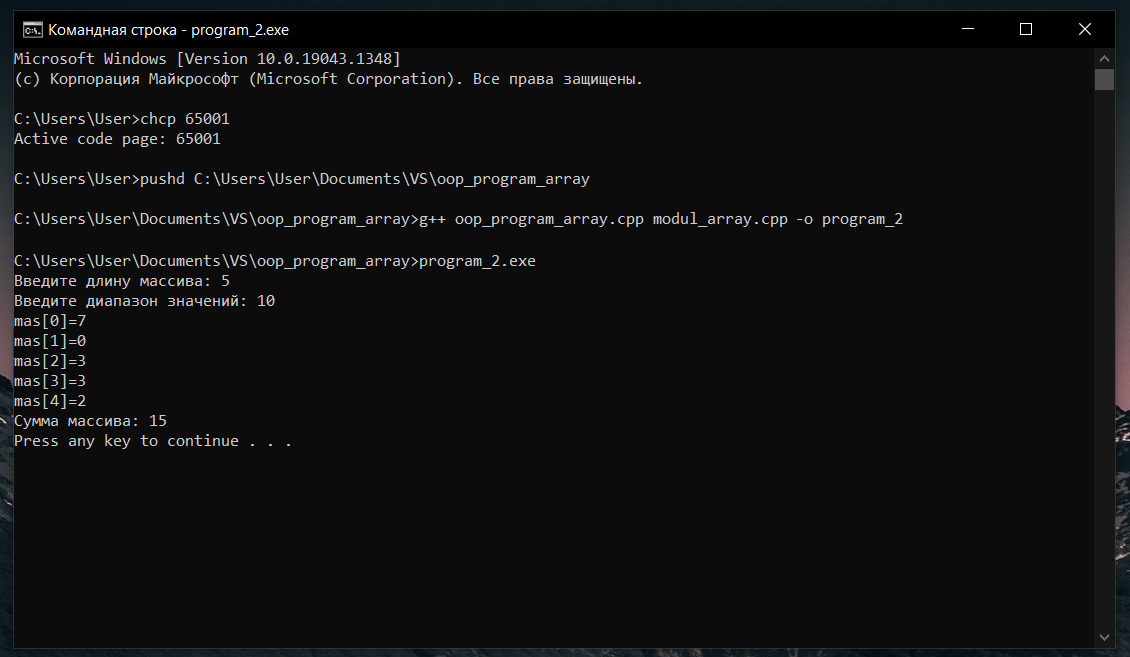 Командная строка - program_2.exe
Microsoft Windows [Version 10.0.19043.1348]
(c) Корпорация Майкрософт (Microsoft Corporation). Все права защищены.
C:\Users\User>chcp 65001
Active code page: 65001
C:\Users\User>pushd C:\Users\User\Documents\VS\oop_program_array
C:\Users\User\Documents\VS\oop_program_array>g++ oop_program_array.cpp modul_array.cpp -o program_2
C:\Users\User\Documents\VS\oop_program_array>program_2.exe
Введите длину массива: 5
Введите диапазон значений: 10
mas[0]=7
mas[1]=0
mas[2]=3
mas[3]=3
mas[4]=2
Сумма массива: 15
Press any key to continue . . .